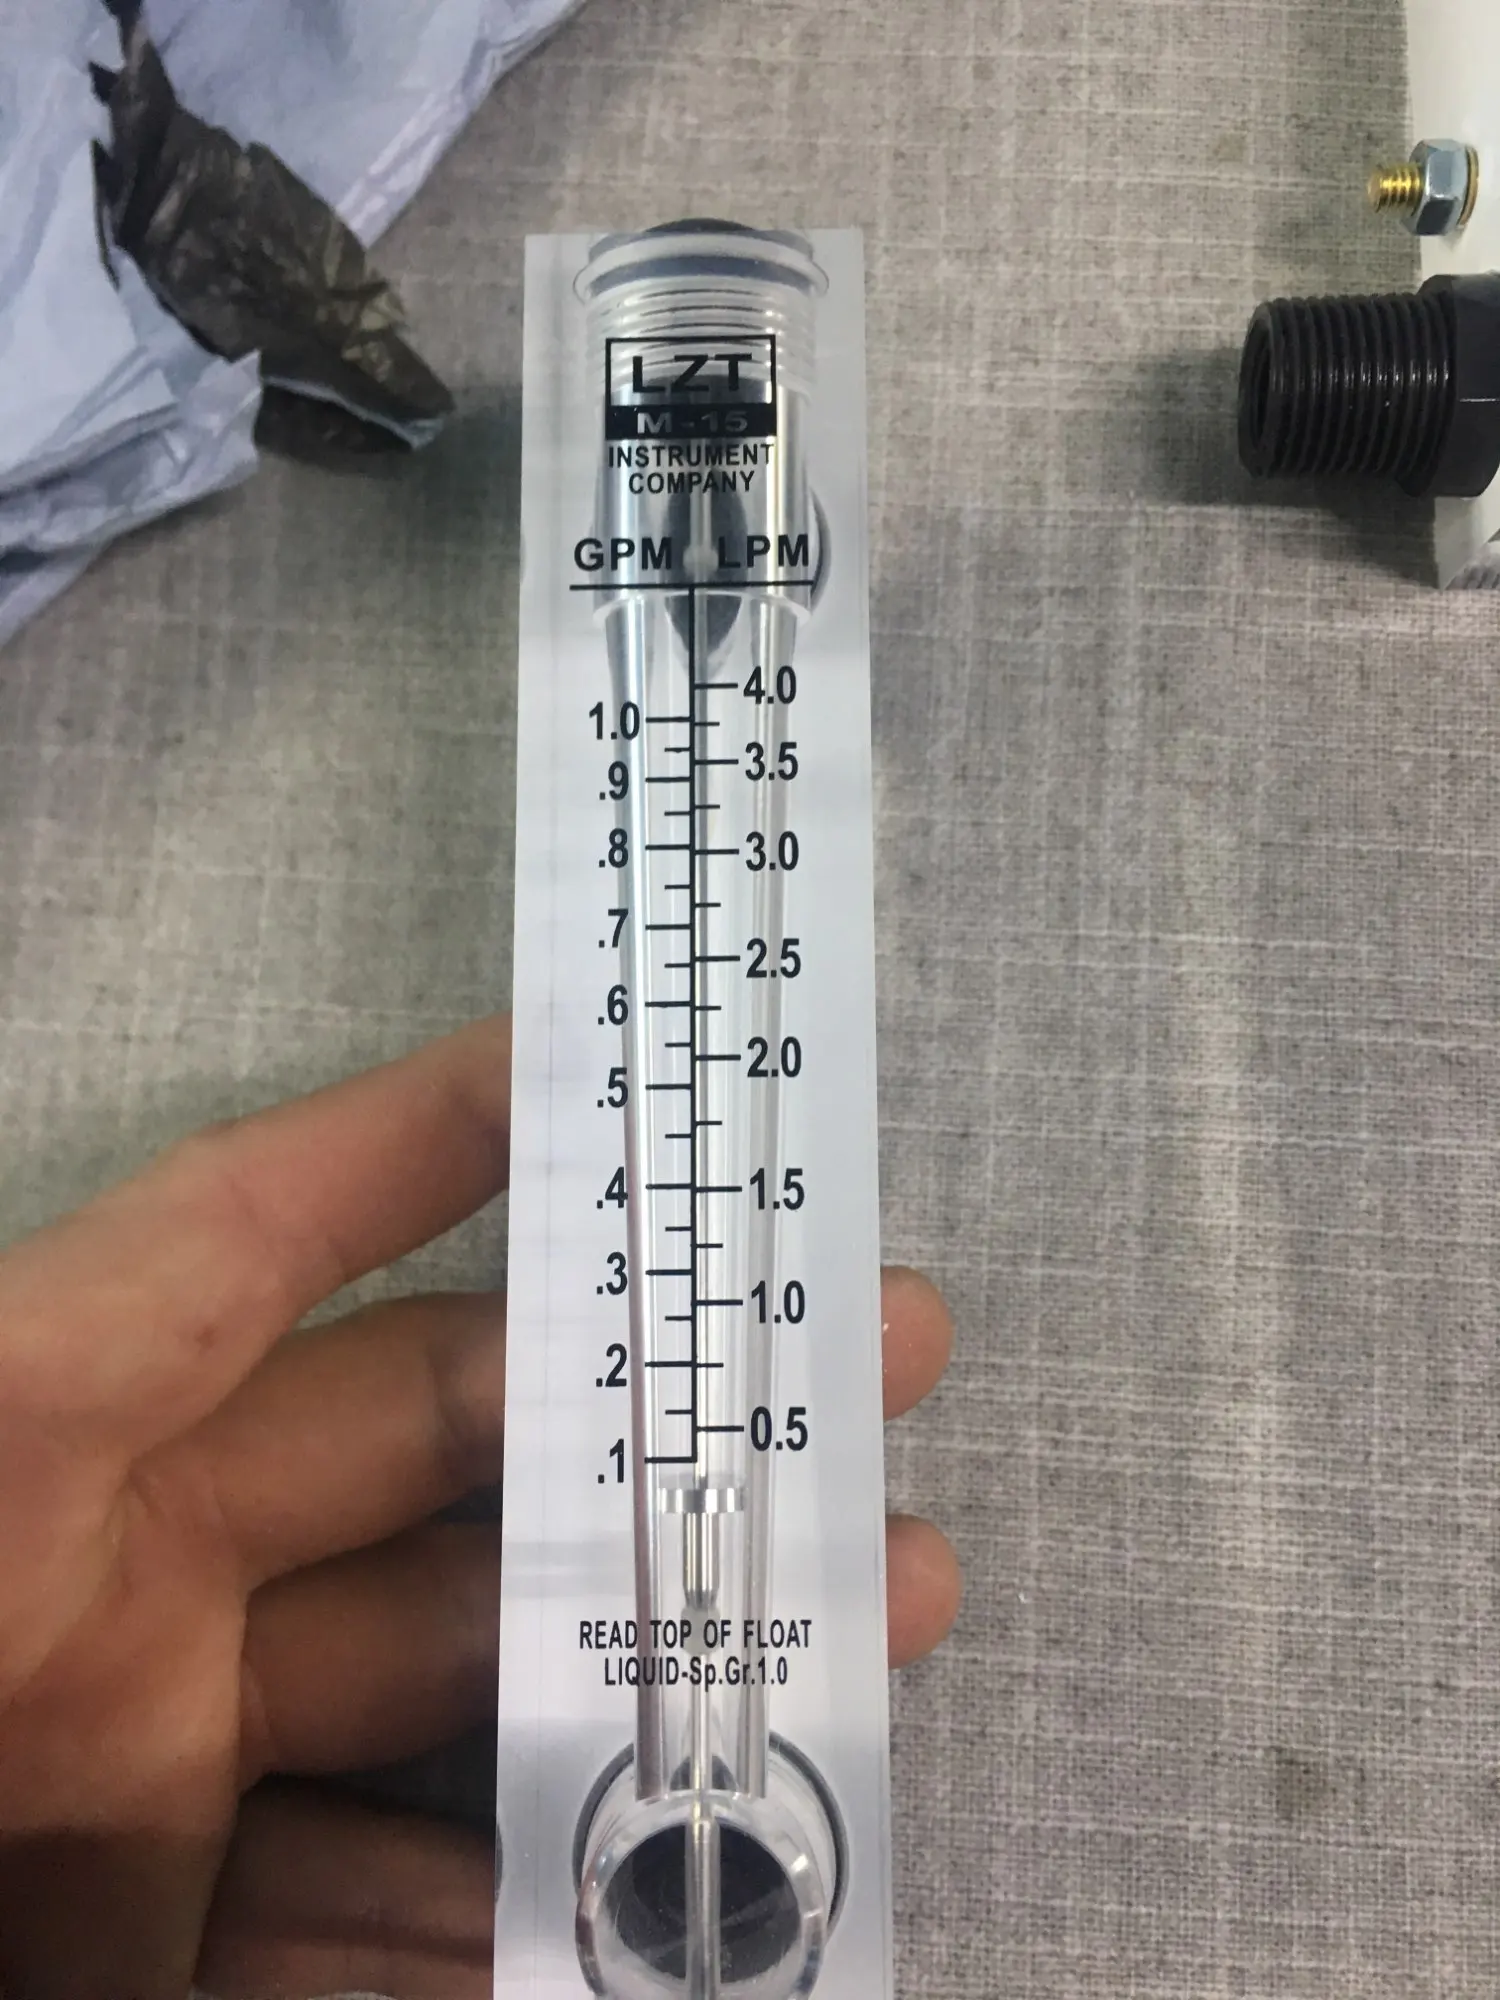 LZT
M-15
INSTRUMENT
COMPANY
GPM LPM
4.0
1.0
3.5
.9
.8 3.0
.7
2.5
.6
2.0
.5
.4 1.5
.3
1.0
.2
0.5
.1
READ TOP OF FLOAT
LIQUID-Sp.Gr.1.0